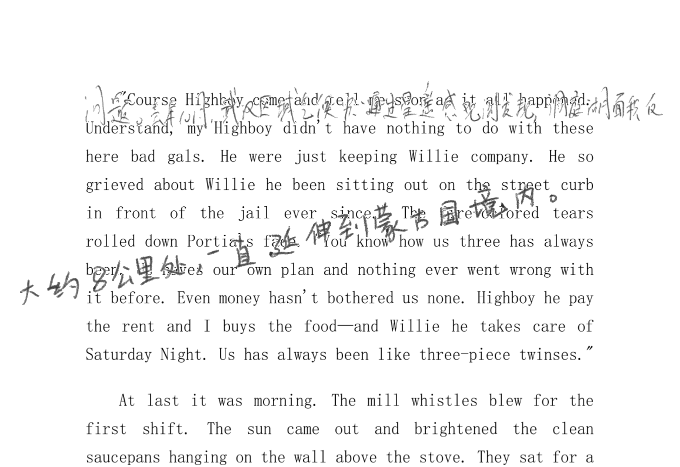 "Course Highboy come and tell me soon as it all happened.
Understand, my Highboy didn't have nothing to do with these
here bad gals. He were just keeping Willie company. He so
grieved about Willie he been sitting out on the street curb
in front of the jail ever since." The fire-colored tears
rolled down Portia's face. "You know how us three has always
been. Us haves our own plan and nothing ever went wrong with
it before. Even money hasn't bothered us none. Highboy he pay
the rent and I buys the food—and Willie he takes care of
Saturday Night. Us has always been like three-piece twinses."
At last it was morning. The mill whistles blew for the
first shift. The sun came out and brightened the clean
saucepans hanging on the wall above the stove. They sat for a
问题。
大约8公里处,一直延伸到蒙古国境内。